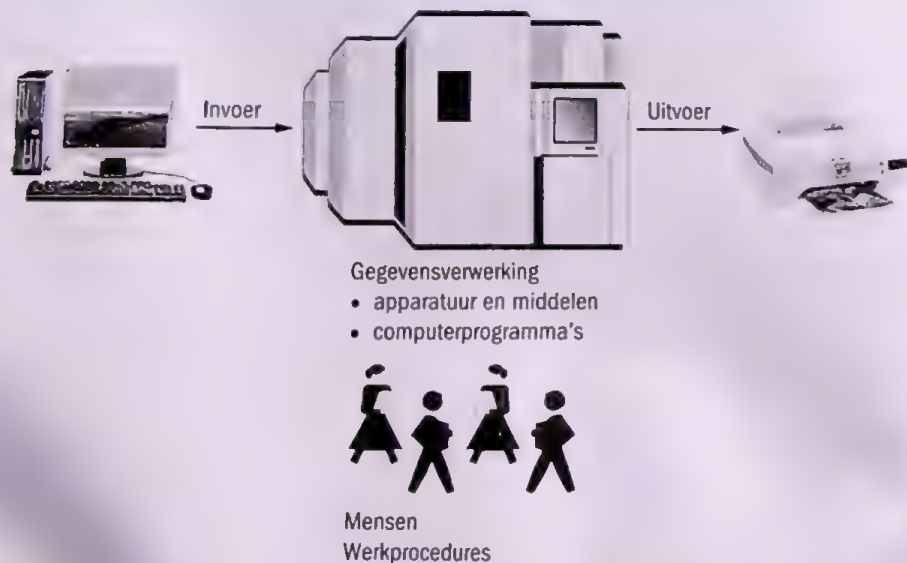 Invoer
Uitvoer
Gegevensverwerking
• apparatuur en middelen
• computerprogramma's
Mensen
Werkprocedures